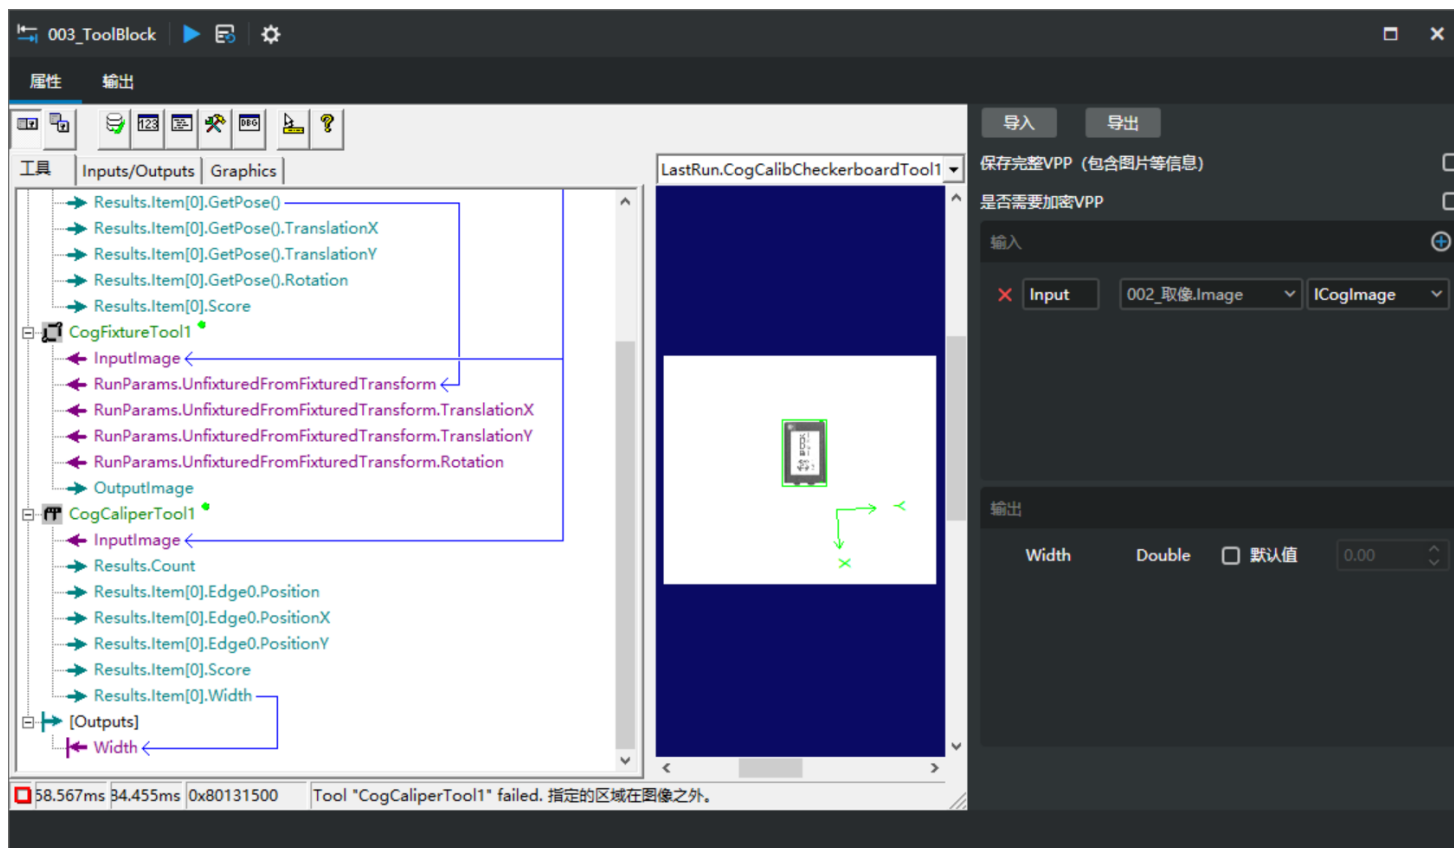 003_ToolBlock
属性 输出
工具 Inputs/Outputs Graphics
Results.Item[0].GetPose()
Results.Item[0].GetPose().TranslationX
Results.Item[0].GetPose().TranslationY
Results.Item[0].GetPose().Rotation
Results.Item[0].Score
CogFixtureTool1
InputImage
RunParams.UnfixturedFromFixturedTransform
RunParams.UnfixturedFromFixturedTransform.TranslationX
RunParams.UnfixturedFromFixturedTransform.TranslationY
RunParams.UnfixturedFromFixturedTransform.Rotation
OutputImage
CogCaliperTool1
InputImage
Results.Count
Results.Item[0].Edge0.Position
Results.Item[0].Edge0.PositionX
Results.Item[0].Edge0.PositionY
Results.Item[0].Score
Results.Item[0].Width
[Outputs]
Width
58.567ms 34.455ms 0x80131500 Tool "CogCaliperTool1" failed. 指定的区域在图像之外。
LastRun.CogCalibCheckerboardTool1
Y
X
导入 导出
保存完整VPP（包含图片等信息）
是否需要加密VPP
输入
Input 002_取像.Image ICogImage
输出
Width Double 默认值 0.00